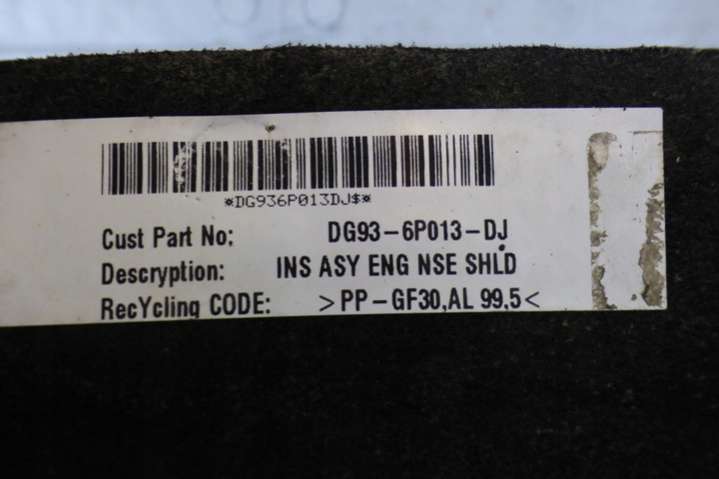 *DG936P013DJ$*
Cust Part No: DG93-6P013-DJ
Descryption: INS ASY ENG NSE SHLD
RecYcling CODE: >PP-GF30,AL 99,5<